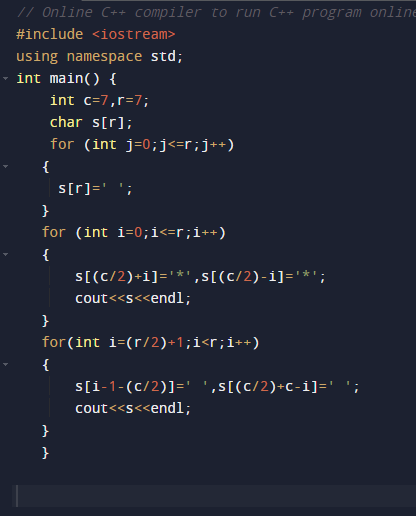 // Online C++ compiler to run C++ program online
#include <iostream>
using namespace std;
int main() {
int c=7,r=7;
char s[r];
for (int j=0;j<=r;j++)
{
s[r]=' ';
}
for (int i=0;i<=r;i++)
{
s[(c/2)+i]='*',s[(c/2)-i]='*';
cout<<s<<endl;
}
for(int i=(r/2)+1;i<r;i++)
{
s[i-1-(c/2)]=' ',s[(c/2)+c-i]=' ';
cout<<s<<endl;
}
}